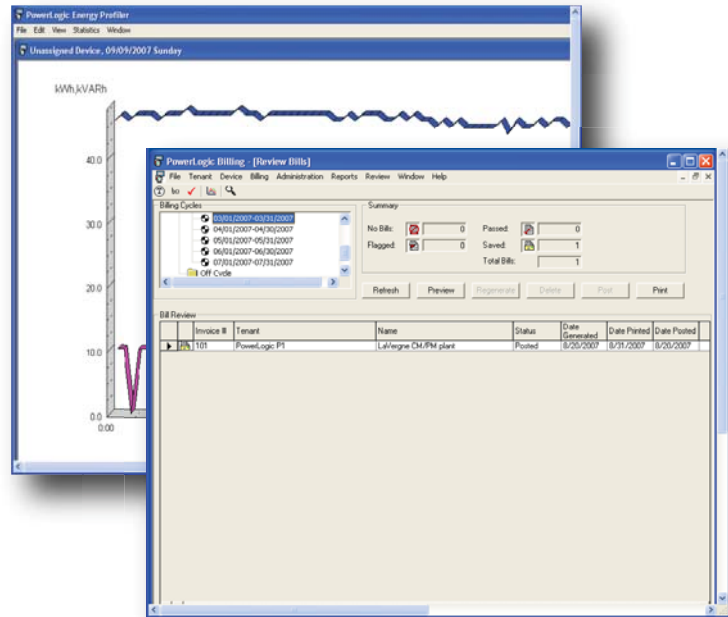 PowerLogic Energy Profiler
File Edit View Statistics Window
Unassigned Device, 09/09/2007 Sunday
kWh,kVARh
40.0
30.0
20.0
10.0
0.0
0:00
PowerLogic Billing - [Review Bills]
File Tenant Device Billing Administration Reports Review Window Help
Billing Cycles
03/01/2007-03/31/2007
04/01/2007-04/30/2007
05/01/2007-05/31/2007
06/01/2007-06/30/2007
07/01/2007-07/31/2007
Off Cycle
Summary
No Bills: 0 Passed: 0
Flagged: 0 Saved: 1
Total Bills: 1
Refresh Preview Regenerate Delete Post Print
Bill Review
Invoice # Tenant Name Status Date Generated Date Printed Date Posted
101 PowerLogic P1 LaVergne CM/PM plant Posted 8/20/2007 8/31/2007 8/20/2007